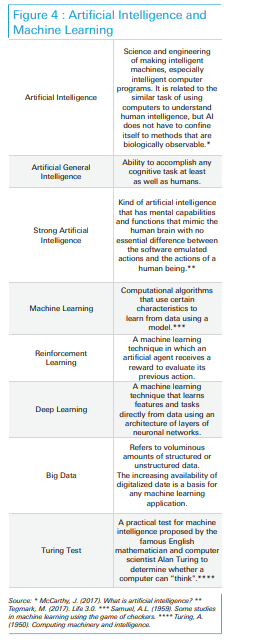 Figure 4 : Artificial Intelligence and
Machine Learning
Artificial Intelligence
Science and engineering
of making intelligent
machines, especially
intelligent computer
programs. It is related to the
similar task of using
computers to understand
human intelligence, but AI
does not have to confine
itself to methods that are
biologically observable.*
Artificial General
Intelligence
Ability to accomplish any
cognitive task at least
as well as humans.
Strong Artificial
Intelligence
Kind of artificial intelligence
that has mental capabilities
and functions that mimic the
human brain with no
essential difference between
the software emulated
actions and the actions of a
human being.**
Machine Learning
Computational algorithms
that use certain
characteristics to
learn from data using a
model.***
Reinforcement
Learning
A machine learning
technique in which an
artificial agent receives a
reward to evaluate its
previous action.
Deep Learning
A machine learning
technique that learns
features and tasks
directly from data using an
architecture of layers of
neuronal networks.
Big Data
Refers to voluminous
amounts of structured or
unstructured data.
The increasing availability of
digitalized date is a basis for
any machine learning
application.
Turing Test
A practical test for machine
intelligence proposed by the
famous English
mathematician and computer
scientist Alan Turing to
determine whether a
computer can “think”.****
Source: * McCarthy, J. (2017). What is artificial intelligence? **
Tegmark, M. (2017). Life 3.0. *** Samuel, A.L. (1959). Some studies
in machine learning using the game of checkers. **** Turing, A.
(1950). Computing machinery and intelligence.